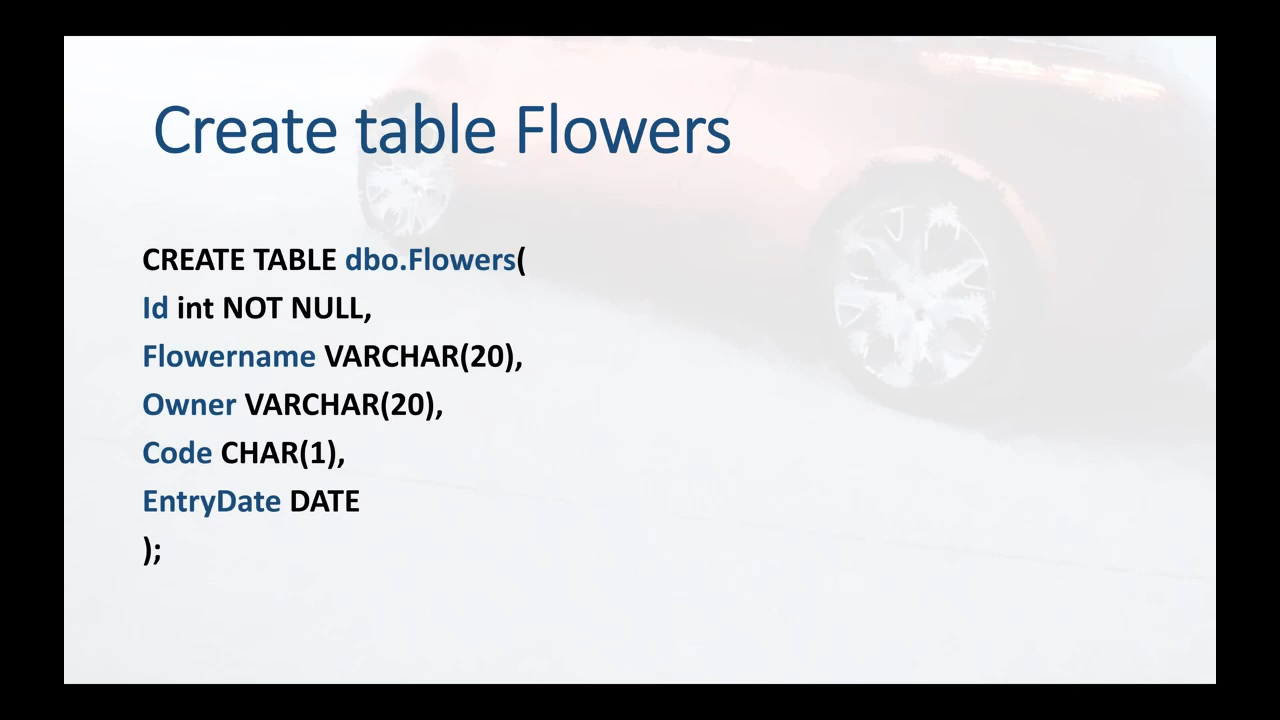 Create table Flowers
CREATE TABLE dbo.Flowers(
Id int NOT NULL,
Flowername VARCHAR(20),
Owner VARCHAR(20),
Code CHAR(1),
EntryDate DATE
);